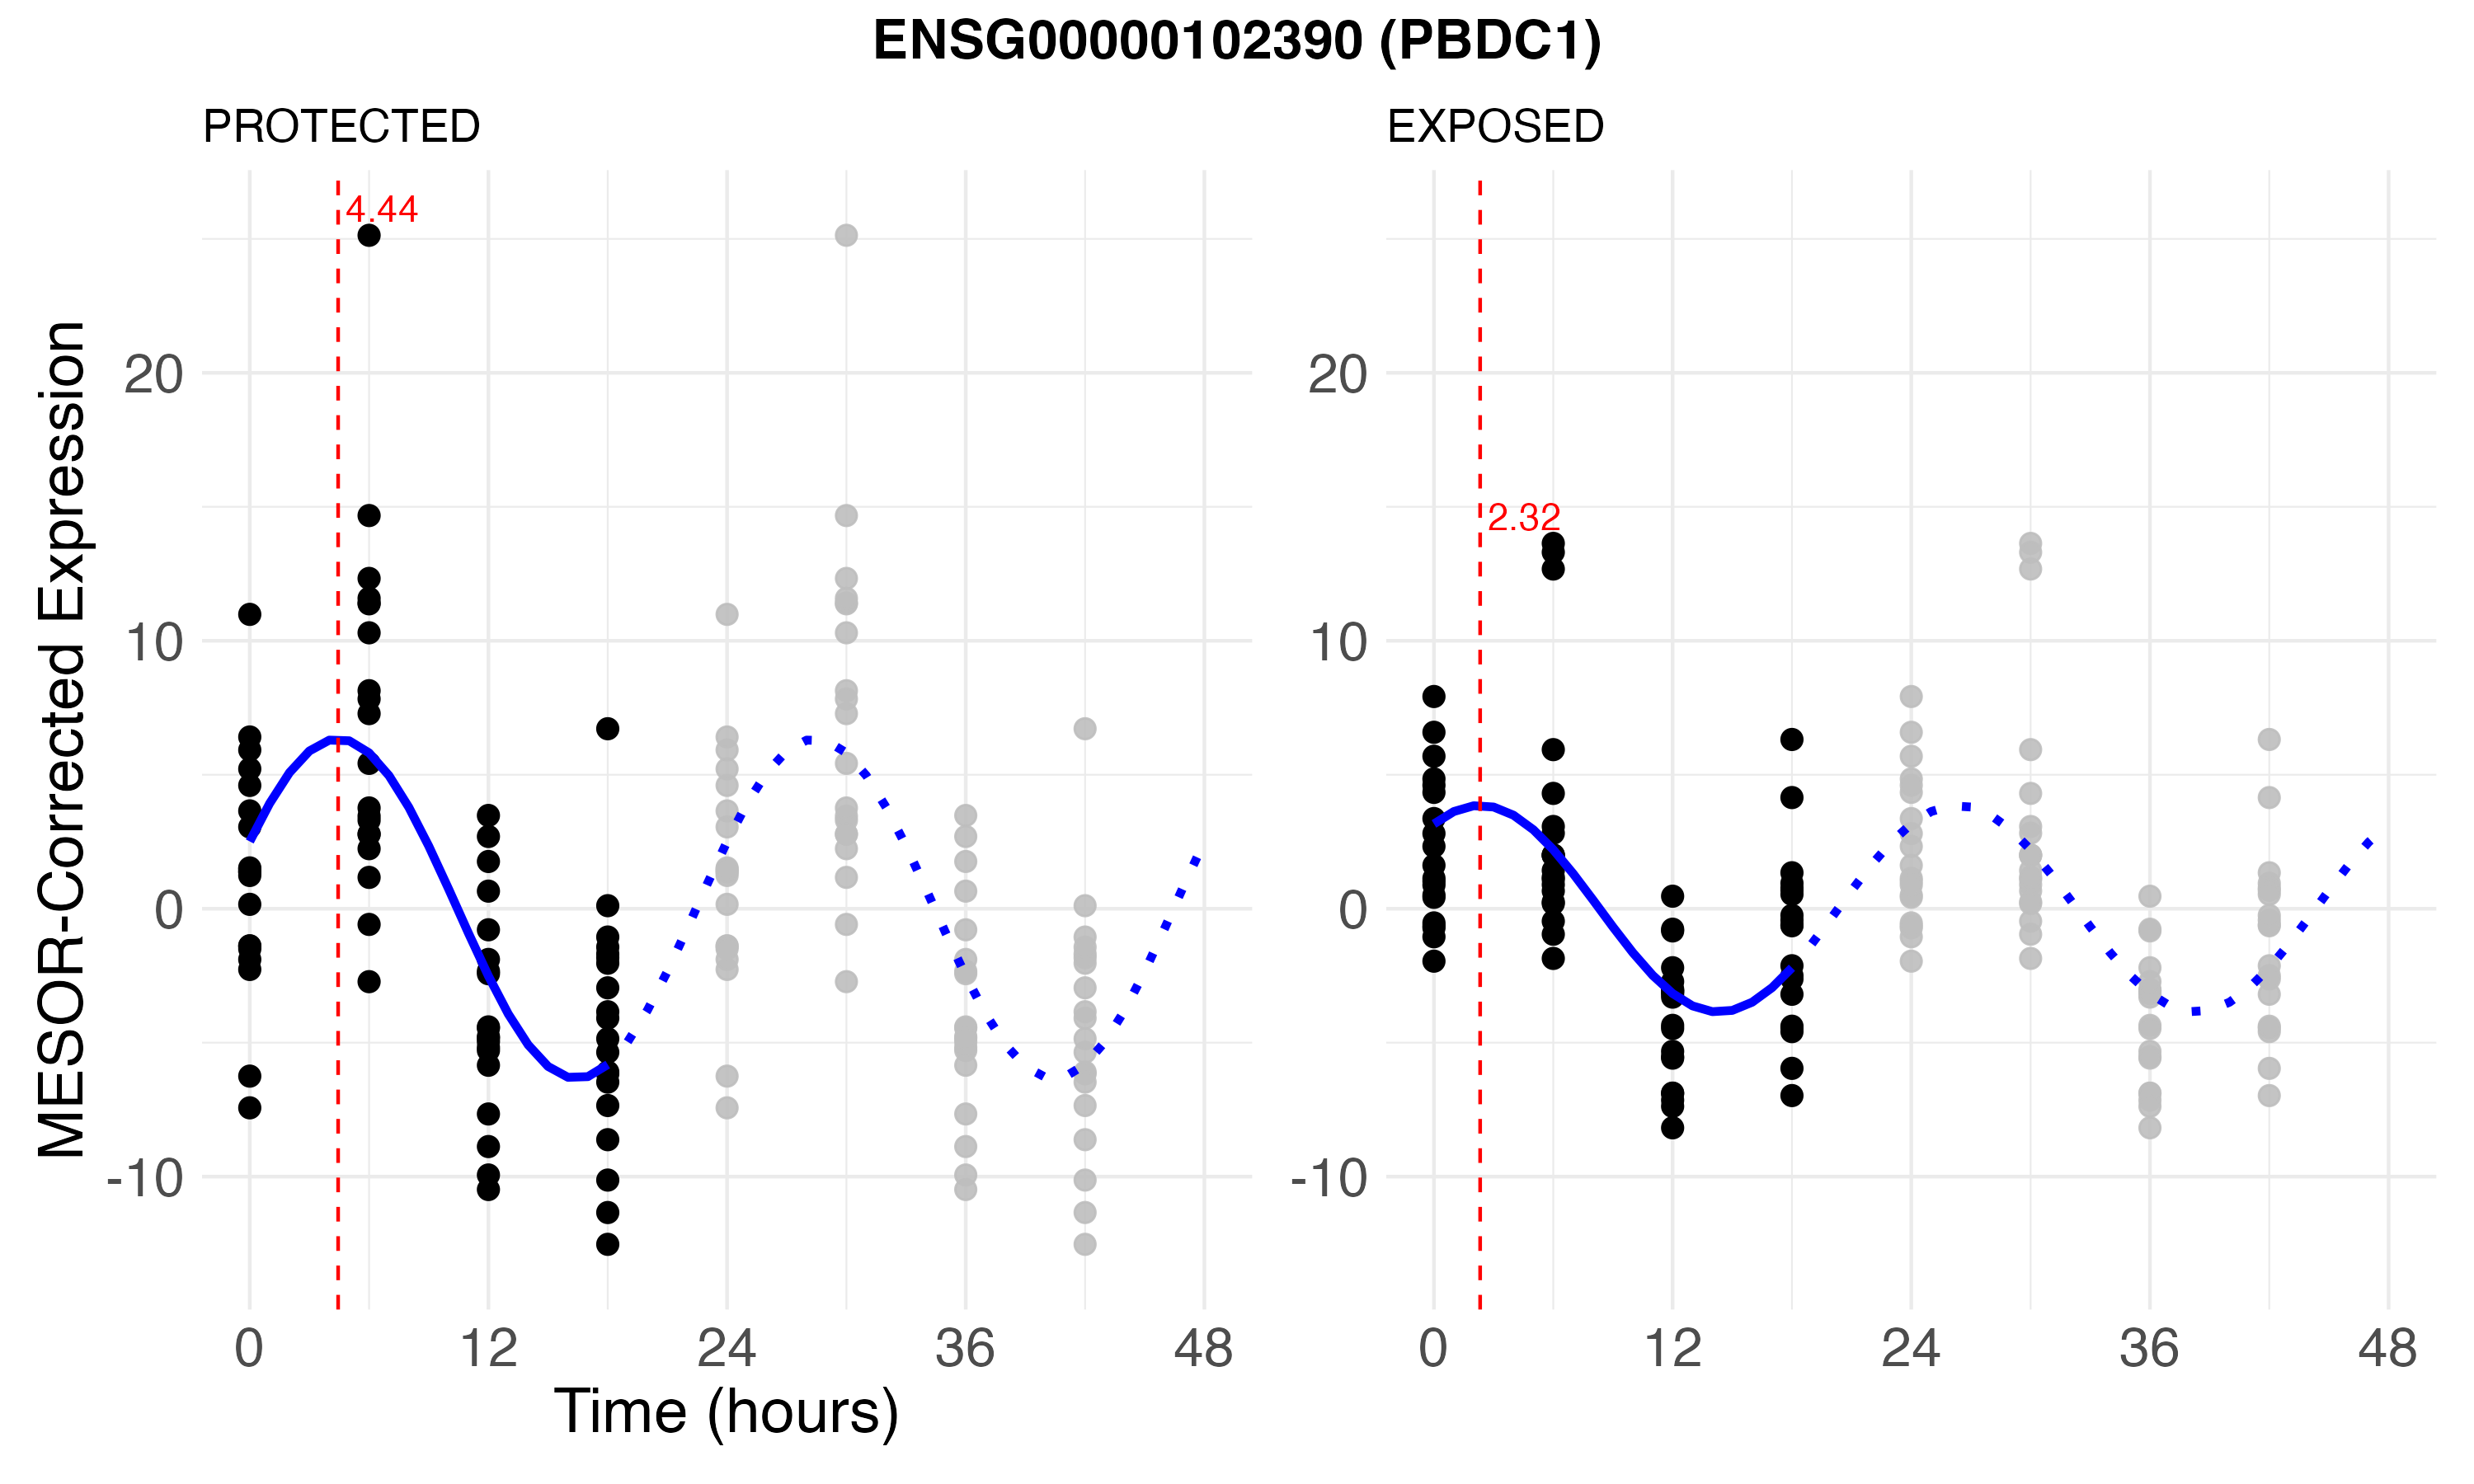 ENSG00000102390 (PBDC1)
PROTECTED
EXPOSED
MESOR-Corrected Expression
4.44
2.32
20
10
0
-10
20
10
0
-10
0 12 24 36 48
0 12 24 36 48
Time (hours)